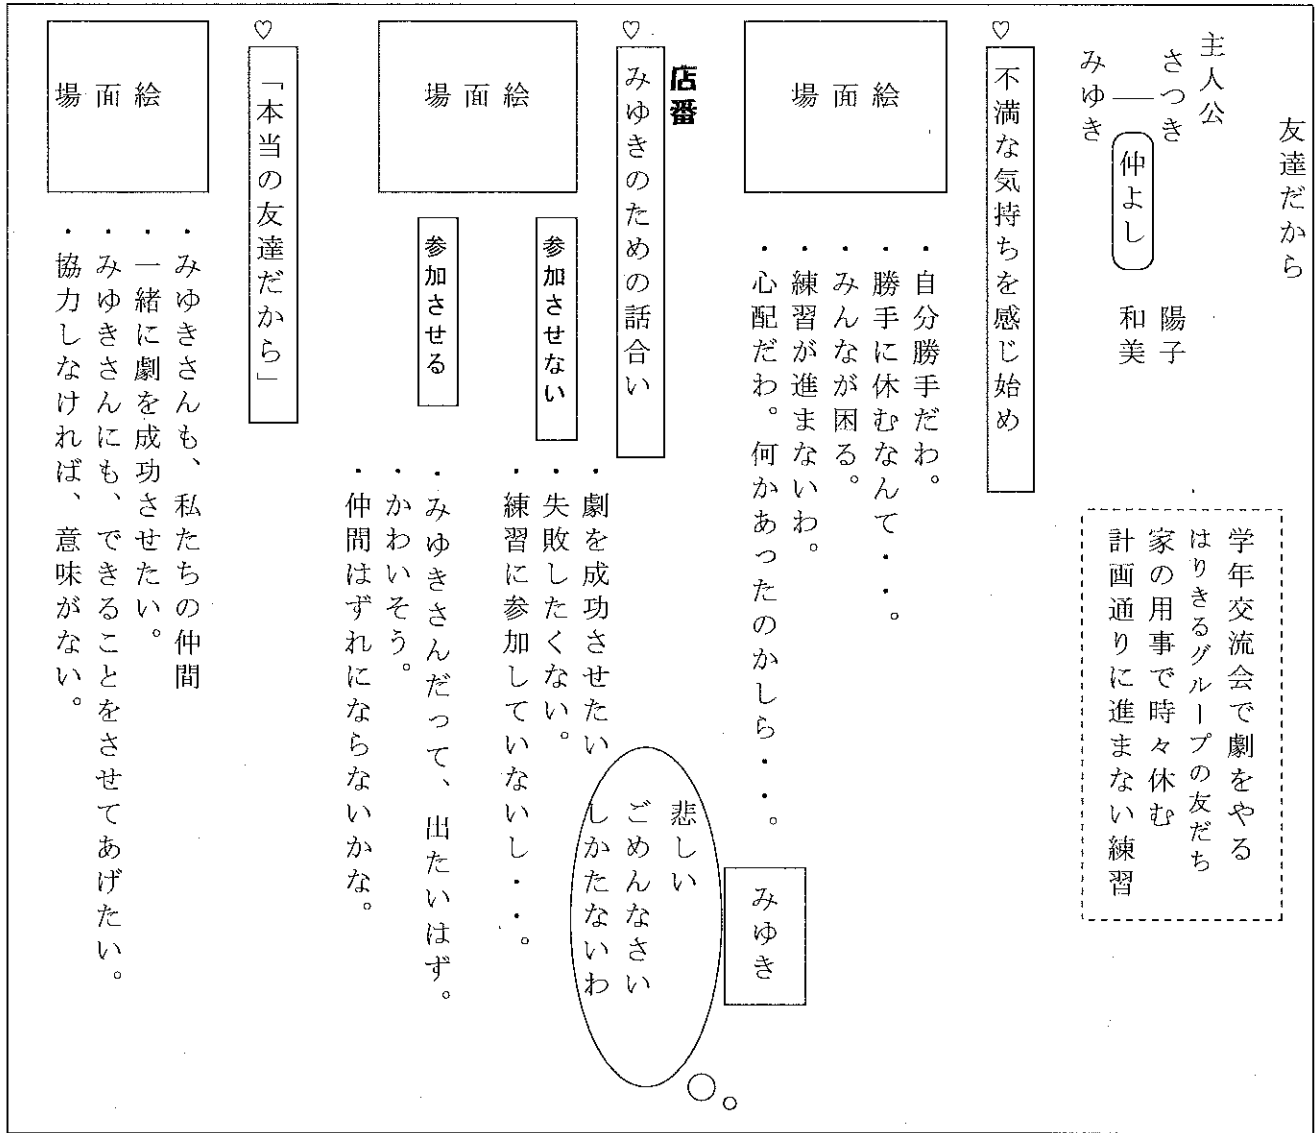 友達だから
主人公
さつき
｜
みゆき
仲よし
陽子
和美
学年交流会で劇をやる
はりきるグループの友だち
家の用事で時々休む
計画通りに進まない練習
♡
不満な気持ちを感じ始め
場面絵
・自分勝手だわ。
・勝手に休むなんて・・。
・みんなが困る。
・練習が進まないわ。
・心配だわ。何かあったのかしら・・。
みゆき
悲しい
ごめんなさい
しかたないわ
店番
♡
みゆきのための話合い
場面絵
参加させない
・劇を成功させたい
・失敗したくない。
・練習に参加していないし・・。
参加させる
・みゆきさんだって、出たいはず。
・かわいそう。
・仲間はずれにならないかな。
♡
「本当の友達だから」
場面絵
・みゆきさんも、私たちの仲間
・一緒に劇を成功させたい。
・みゆきさんにも、できることをさせてあげたい。
・協力しなければ、意味がない。